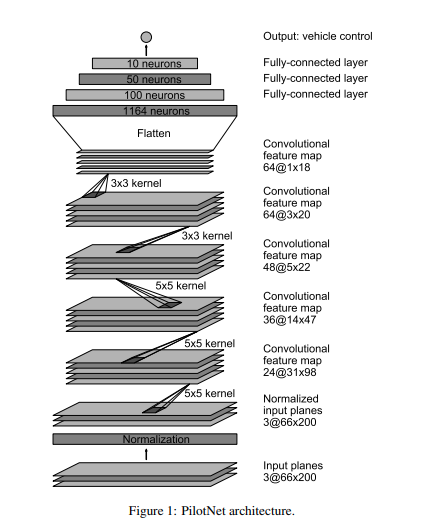 Output: vehicle control
10 neurons
Fully-connected layer
50 neurons
Fully-connected layer
100 neurons
Fully-connected layer
1164 neurons
Flatten
Convolutional
feature map
64@1x18
3x3 kernel
Convolutional
feature map
64@3x20
3x3 kernel
Convolutional
feature map
48@5x22
5x5 kernel
Convolutional
feature map
36@14x47
5x5 kernel
Convolutional
feature map
24@31x98
5x5 kernel
Normalized
input planes
3@66x200
Normalization
Input planes
3@66x200
Figure 1: PilotNet architecture.